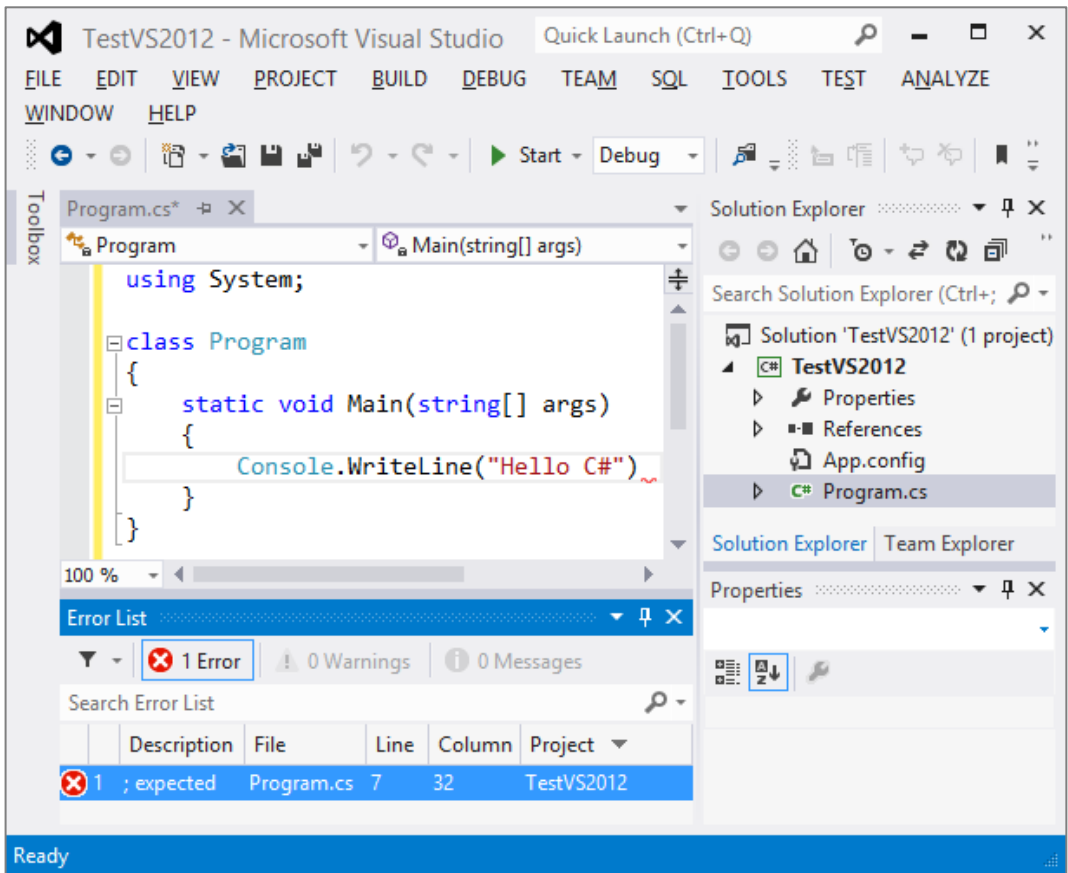 TestVS2012 - Microsoft Visual Studio
Quick Launch (Ctrl+Q)
FILE EDIT VIEW PROJECT BUILD DEBUG TEAM SQL TOOLS TEST ANALYZE
WINDOW HELP
Start Debug
Toolbox
Program.cs*
Program
Main(string[] args)
using System;
class Program
{
static void Main(string[] args)
{
Console.WriteLine("Hello C#")
}
}
100 %
Error List
1 Error 0 Warnings 0 Messages
Search Error List
Description File Line Column Project
1 ; expected Program.cs 7 32 TestVS2012
Solution Explorer
Search Solution Explorer (Ctrl+;
Solution 'TestVS2012' (1 project)
C# TestVS2012
Properties
References
App.config
C# Program.cs
Solution Explorer Team Explorer
Properties
Ready